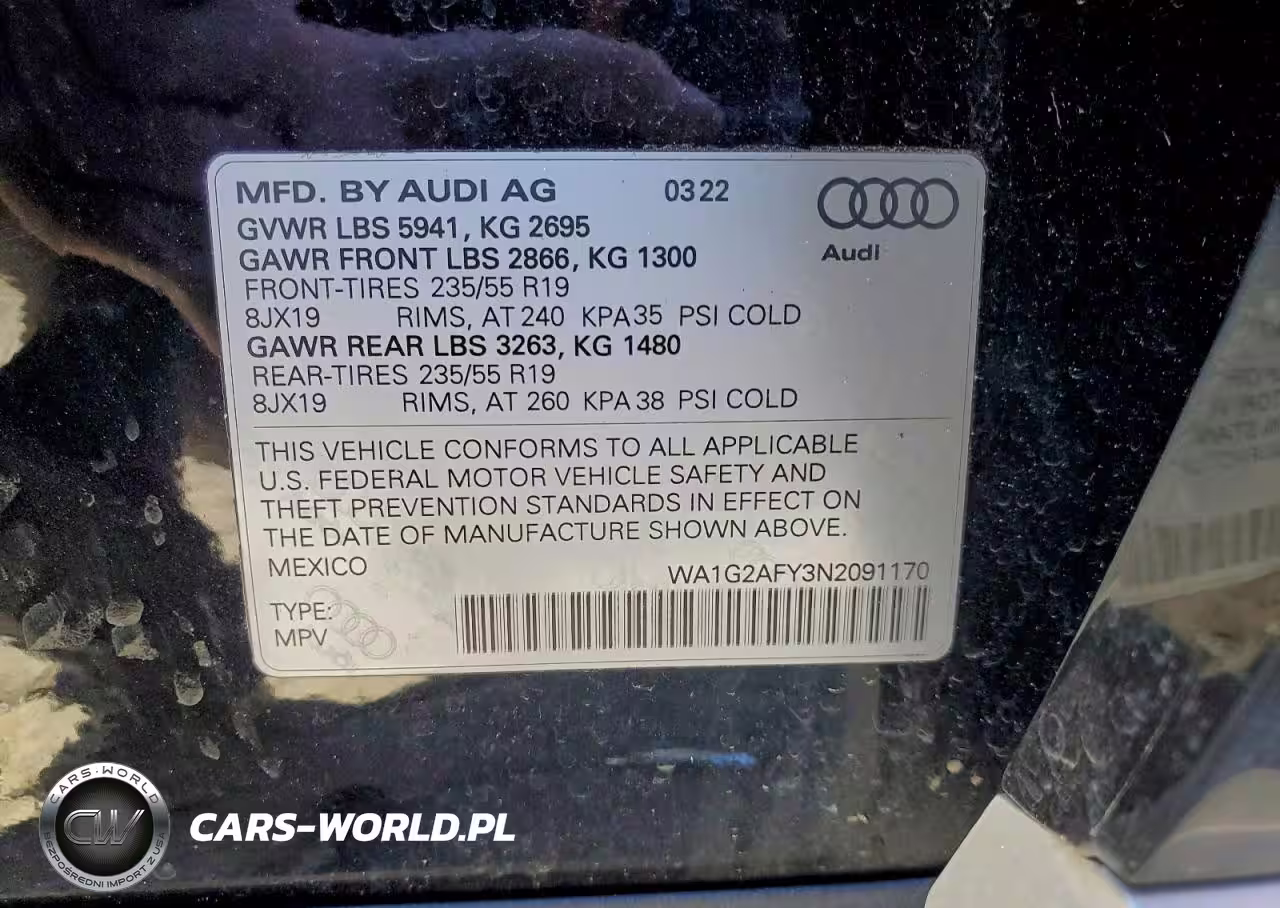 MFD. BY AUDI AG 03 22
GVWR LBS 5941, KG 2695
Audi
GAWR FRONT LBS 2866, KG 1300
FRONT-TIRES 235/55 R19
8JX19 RIMS, AT 240 KPA 35 PSI COLD
GAWR REAR LBS 3263, KG 1480
REAR-TIRES 235/55 R19
8JX19 RIMS, AT 260 KPA 38 PSI COLD
THIS VEHICLE CONFORMS TO ALL APPLICABLE
U.S. FEDERAL MOTOR VEHICLE SAFETY AND
THEFT PREVENTION STANDARDS IN EFFECT ON
THE DATE OF MANUFACTURE SHOWN ABOVE.
MEXICO WA1G2AFY3N2091170
TYPE:
MPV
CARS-WORLD
CW
BEZPOŚREDNI IMPORT Z USA
CARS-WORLD.PL